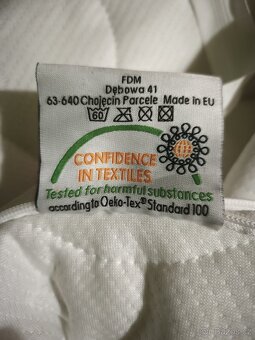 FDM
Dębowa 41
63-640 Chojęcin Parcele Made in EU
60
CONFIDENCE
IN TEXTILES
Tested for harmful substances
according to Oeko-Tex® Standard 100